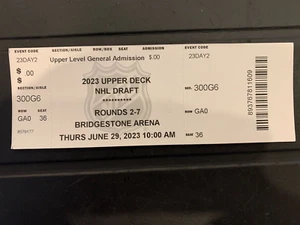 EVENT CODE SECTION/AISLE ROW/BOX SEAT ADMISSION EVENT CODE
23DAY2 Upper Level General Admission $.00 23DAY2
$ .00
2023 UPPER DECK
NHL DRAFT
**********
ROUNDS 2-7
BRIDGESTONE ARENA
THURS JUNE 29, 2023 10:00 AM
SECTION/AISLE
300G6
ROW SEAT
GA0 36
SEC. 300G6
ROW GA0
SEAT 36
893767811609